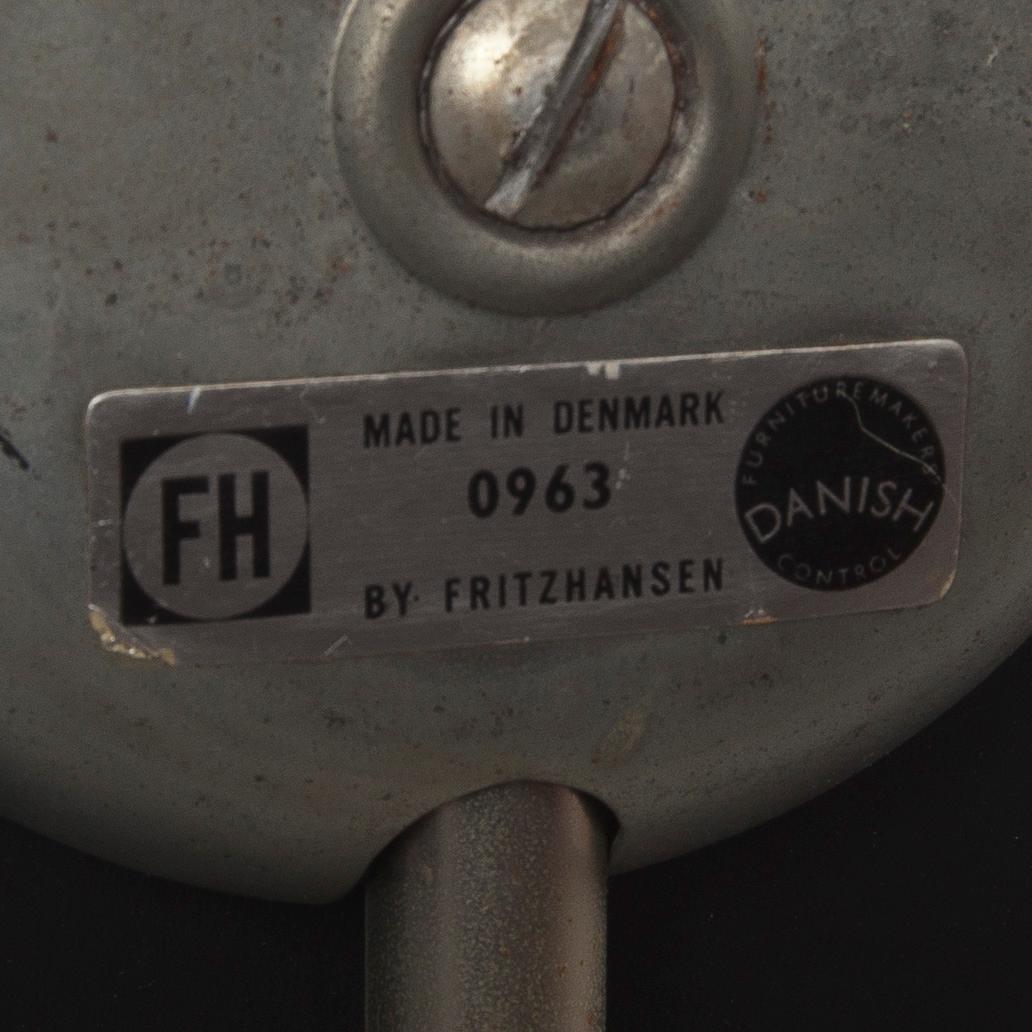 FH
MADE IN DENMARK
0963
BY FRITZHANSEN
FURNITUREMAKERS
DANISH
CONTROL